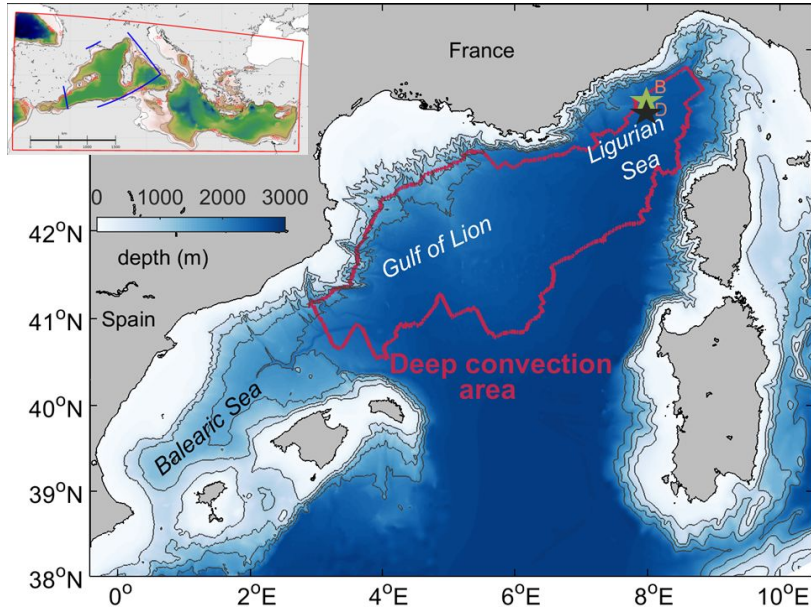 France
B
D
Ligurian
Sea
0 1000 2000 3000
depth (m)
42°N
Gulf of Lion
41°N
Spain
Deep convection
area
40°N
Balearic Sea
39°N
38°N
0° 2°E 4°E 6°E 8°E 10°E